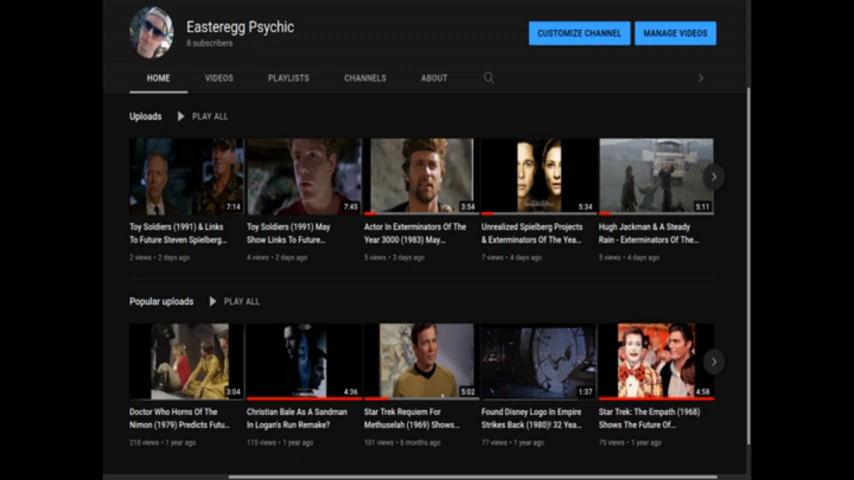 Easteregg Psychic
8 subscribers
CUSTOMIZE CHANNEL
MANAGE VIDEOS
HOME
VIDEOS
PLAYLISTS
CHANNELS
ABOUT
Uploads
PLAY ALL
7:14
7:45
3:54
5:34
5:11
Toy Soldiers (1991) & Links
To Future Steven Spielberg...
2 views • 2 days ago
Toy Soldiers (1991) May
Show Links To Future...
4 views • 2 days ago
Actor In Exterminators Of The
Year 3000 (1983) May...
5 views • 3 days ago
Unrealized Spielberg Projects
& Exterminators Of The Yea...
7 views • 4 days ago
Hugh Jackman & A Steady
Rain - Exterminators Of The...
5 views • 4 days ago
Popular uploads
PLAY ALL
3:04
4:36
5:02
1:37
4:58
Doctor Who Horns Of The
Nimon (1979) Predicts Futu...
218 views • 1 year ago
Christian Bale As A Sandman
In Logan's Run Remake?
115 views • 1 year ago
Star Trek Requiem For
Methuselah (1969) Shows...
101 views • 6 months ago
Found Disney Logo In Empire
Strikes Back (1980)! 32 Yea...
77 views • 1 year ago
Star Trek: The Empath (1968)
Shows The Future Of...
75 views • 1 year ago